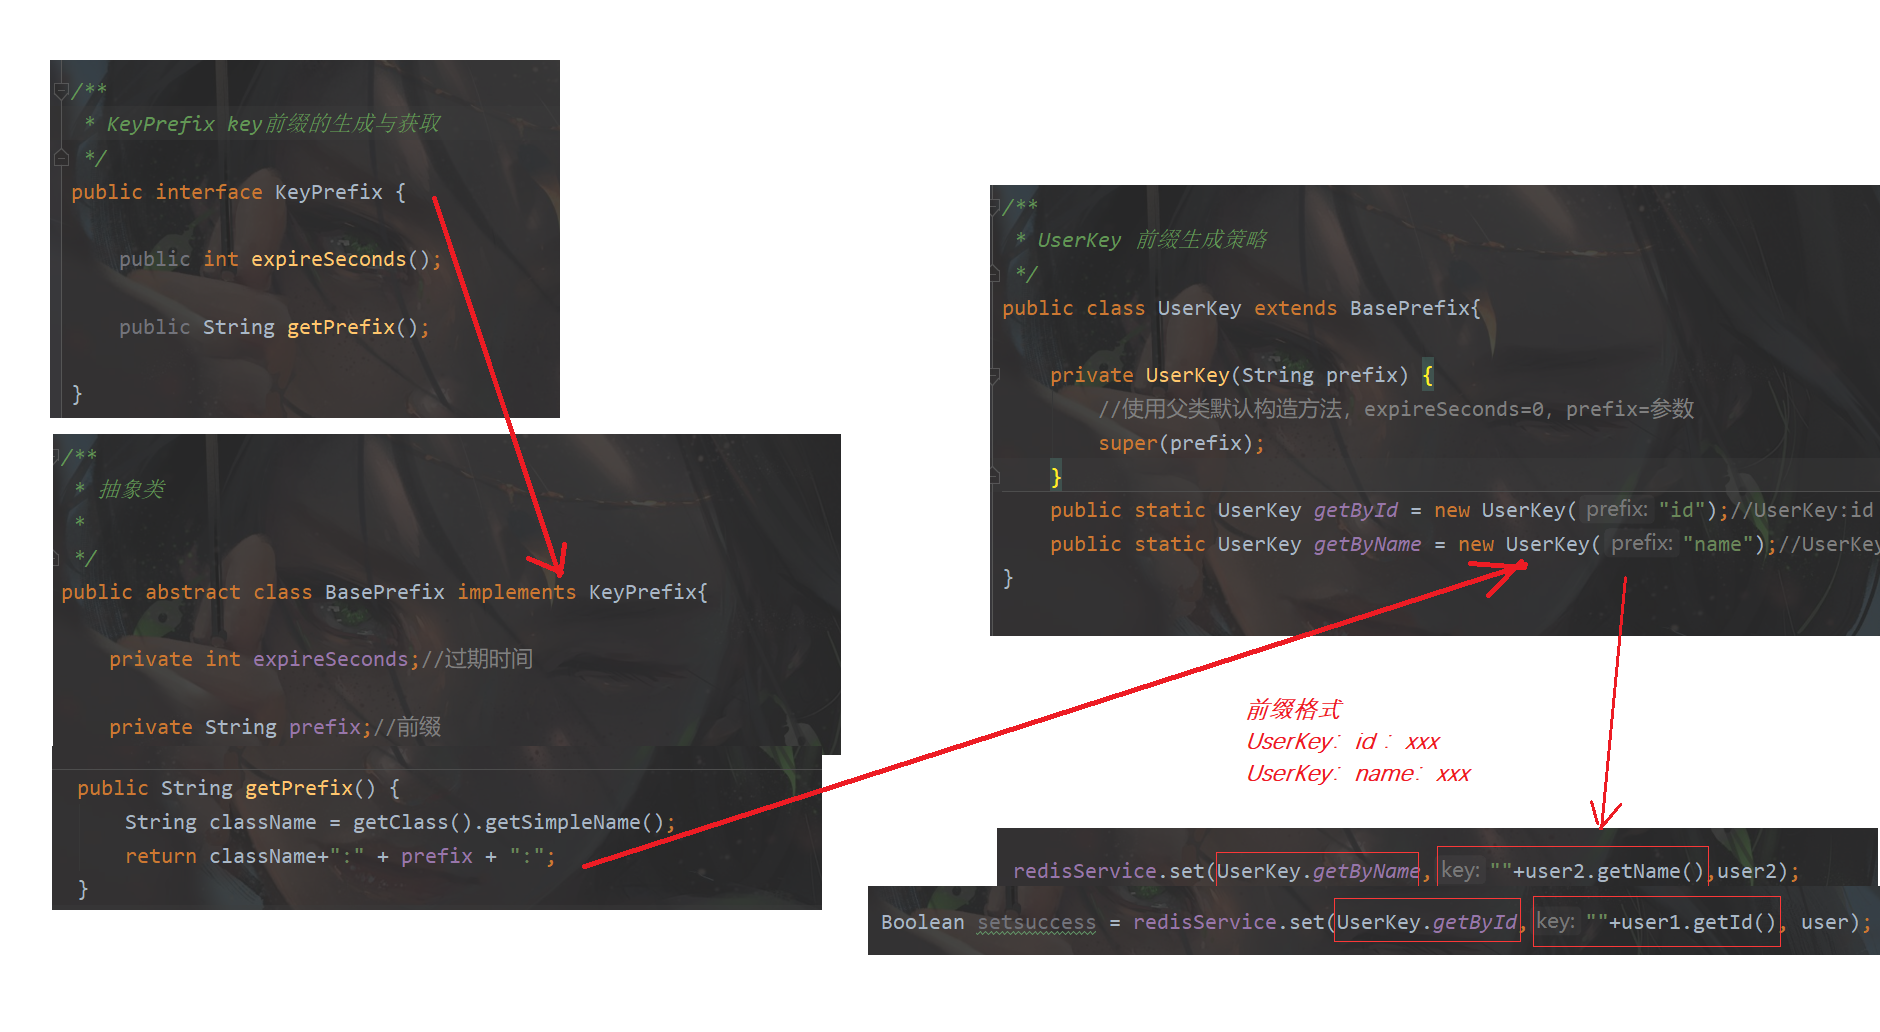 /**
* KeyPrefix key前缀的生成与获取
*/
public interface KeyPrefix {
public int expireSeconds();
public String getPrefix();
}
/**
* 抽象类
*
*/
public abstract class BasePrefix implements KeyPrefix{
private int expireSeconds;//过期时间
private String prefix;//前缀
public String getPrefix() {
String className = getClass().getSimpleName();
return className+":" + prefix + ":";
}
/**
* UserKey 前缀生成策略
*/
public class UserKey extends BasePrefix{
private UserKey(String prefix) {
//使用父类默认构造方法，expireSeconds=0，prefix=参数
super(prefix);
}
public static UserKey getById = new UserKey( prefix: "id");//UserKey:id
public static UserKey getByName = new UserKey( prefix: "name");//UserKey
}
前缀格式
UserKey：id：xxx
UserKey：name：xxx
redisService.set(UserKey.getByName, key: ""+user2.getName(),user2);
Boolean setsuccess = redisService.set(UserKey.getById, key: ""+user1.getId(), user);